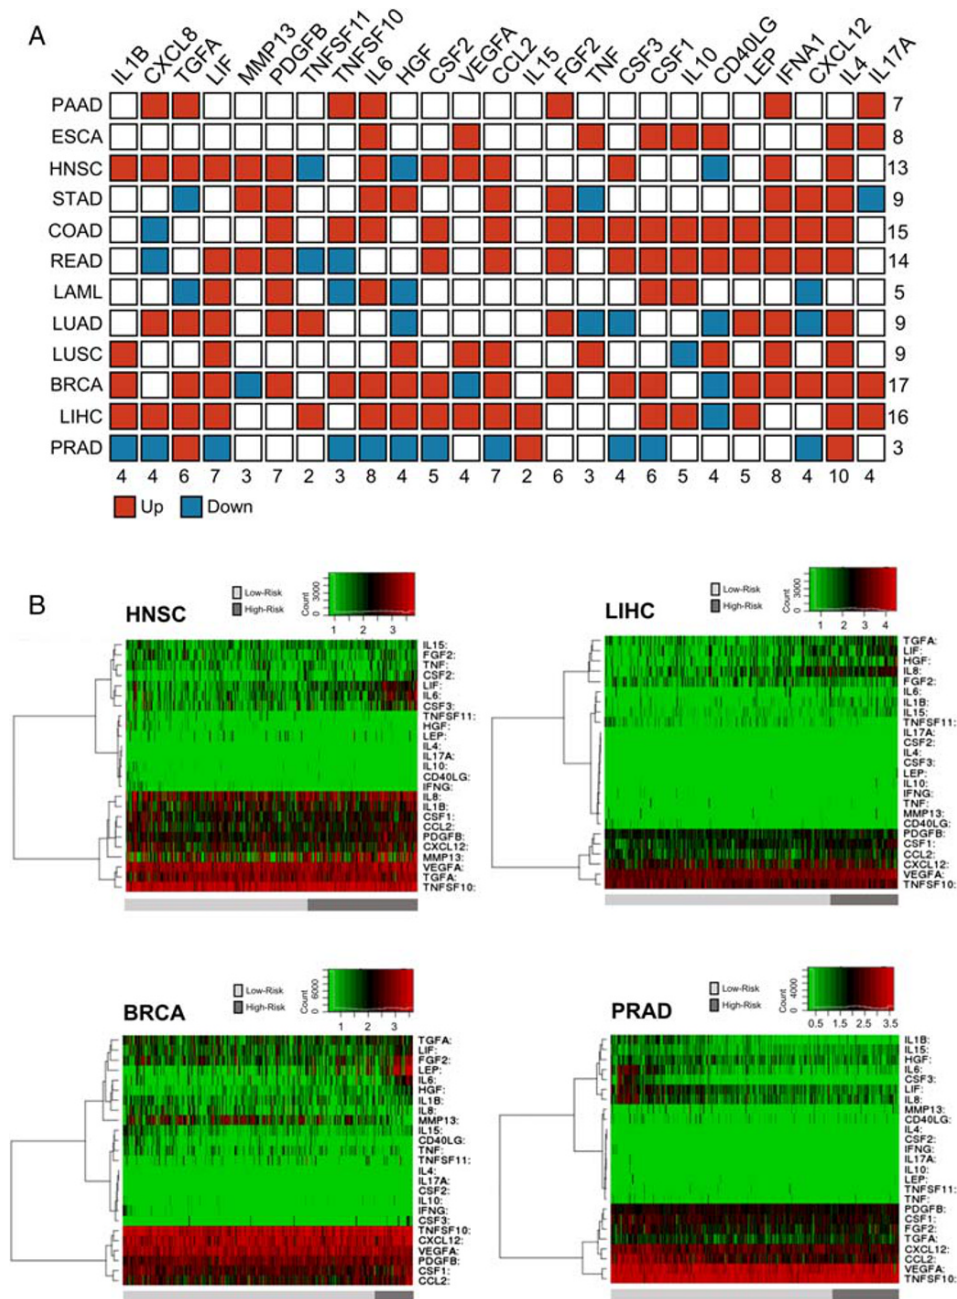 A
IL1B CXCL8 TGFA LIF MMP13 PDGFB TNFSF11 TNFSF10 IL6 HGF CSF2 VEGFA CCL2 IL15 FGF2 TNF CSF3 CSF1 IL10 CD40LG LEP IFNA1 CXCL12 IL4 IL17A
PAAD 7
ESCA 8
HNSC 13
STAD 9
COAD 15
READ 14
LAML 5
LUAD 9
LUSC 9
BRCA 17
LIHC 16
PRAD 3
4 4 6 7 3 7 2 3 8 4 5 4 7 2 6 3 4 6 5 4 5 8 4 10 4
Up Down
B
HNSC
Low-Risk
High-Risk
Count
0 3000
1 2 3
IL15:
FGF2:
TNF:
CSF2:
LIF:
IL6:
CSF3:
TNFSF11:
HGF:
LEP:
IL4:
IL17A:
IL10:
CD40LG:
IFNG:
IL8:
IL1B:
CSF1:
CCL2:
PDGFB:
CXCL12:
MMP13:
VEGFA:
TGFA:
TNFSF10:
LIHC
Low-Risk
High-Risk
Count
0 3000
1 2 3 4
TGFA:
LIF:
HGF:
IL8:
FGF2:
IL6:
IL1B:
IL15:
TNFSF11:
IL17A:
CSF2:
IL4:
CSF3:
LEP:
IL10:
IFNG:
TNF:
MMP13:
CD40LG:
PDGFB:
CSF1:
CCL2:
CXCL12:
VEGFA:
TNFSF10:
BRCA
Low-Risk
High-Risk
Count
0 6000
1 2 3
TGFA:
LIF:
FGF2:
LEP:
IL6:
HGF:
IL1B:
IL8:
MMP13:
IL15:
CD40LG:
TNF:
TNFSF11:
IL4:
IL17A:
CSF2:
IL10:
IFNG:
CSF3:
TNFSF10:
CXCL12:
VEGFA:
PDGFB:
CSF1:
CCL2:
PRAD
Low-Risk
High-Risk
Count
0 4000
0.5 1.5 2.5 3.5
IL1B:
IL15:
HGF:
IL6:
CSF3:
LIF:
IL8:
MMP13:
CD40LG:
IL4:
CSF2:
IFNG:
IL17A:
IL10:
LEP:
TNFSF11:
TNF:
PDGFB:
CSF1:
FGF2:
TGFA:
CXCL12:
CCL2:
VEGFA:
TNFSF10: